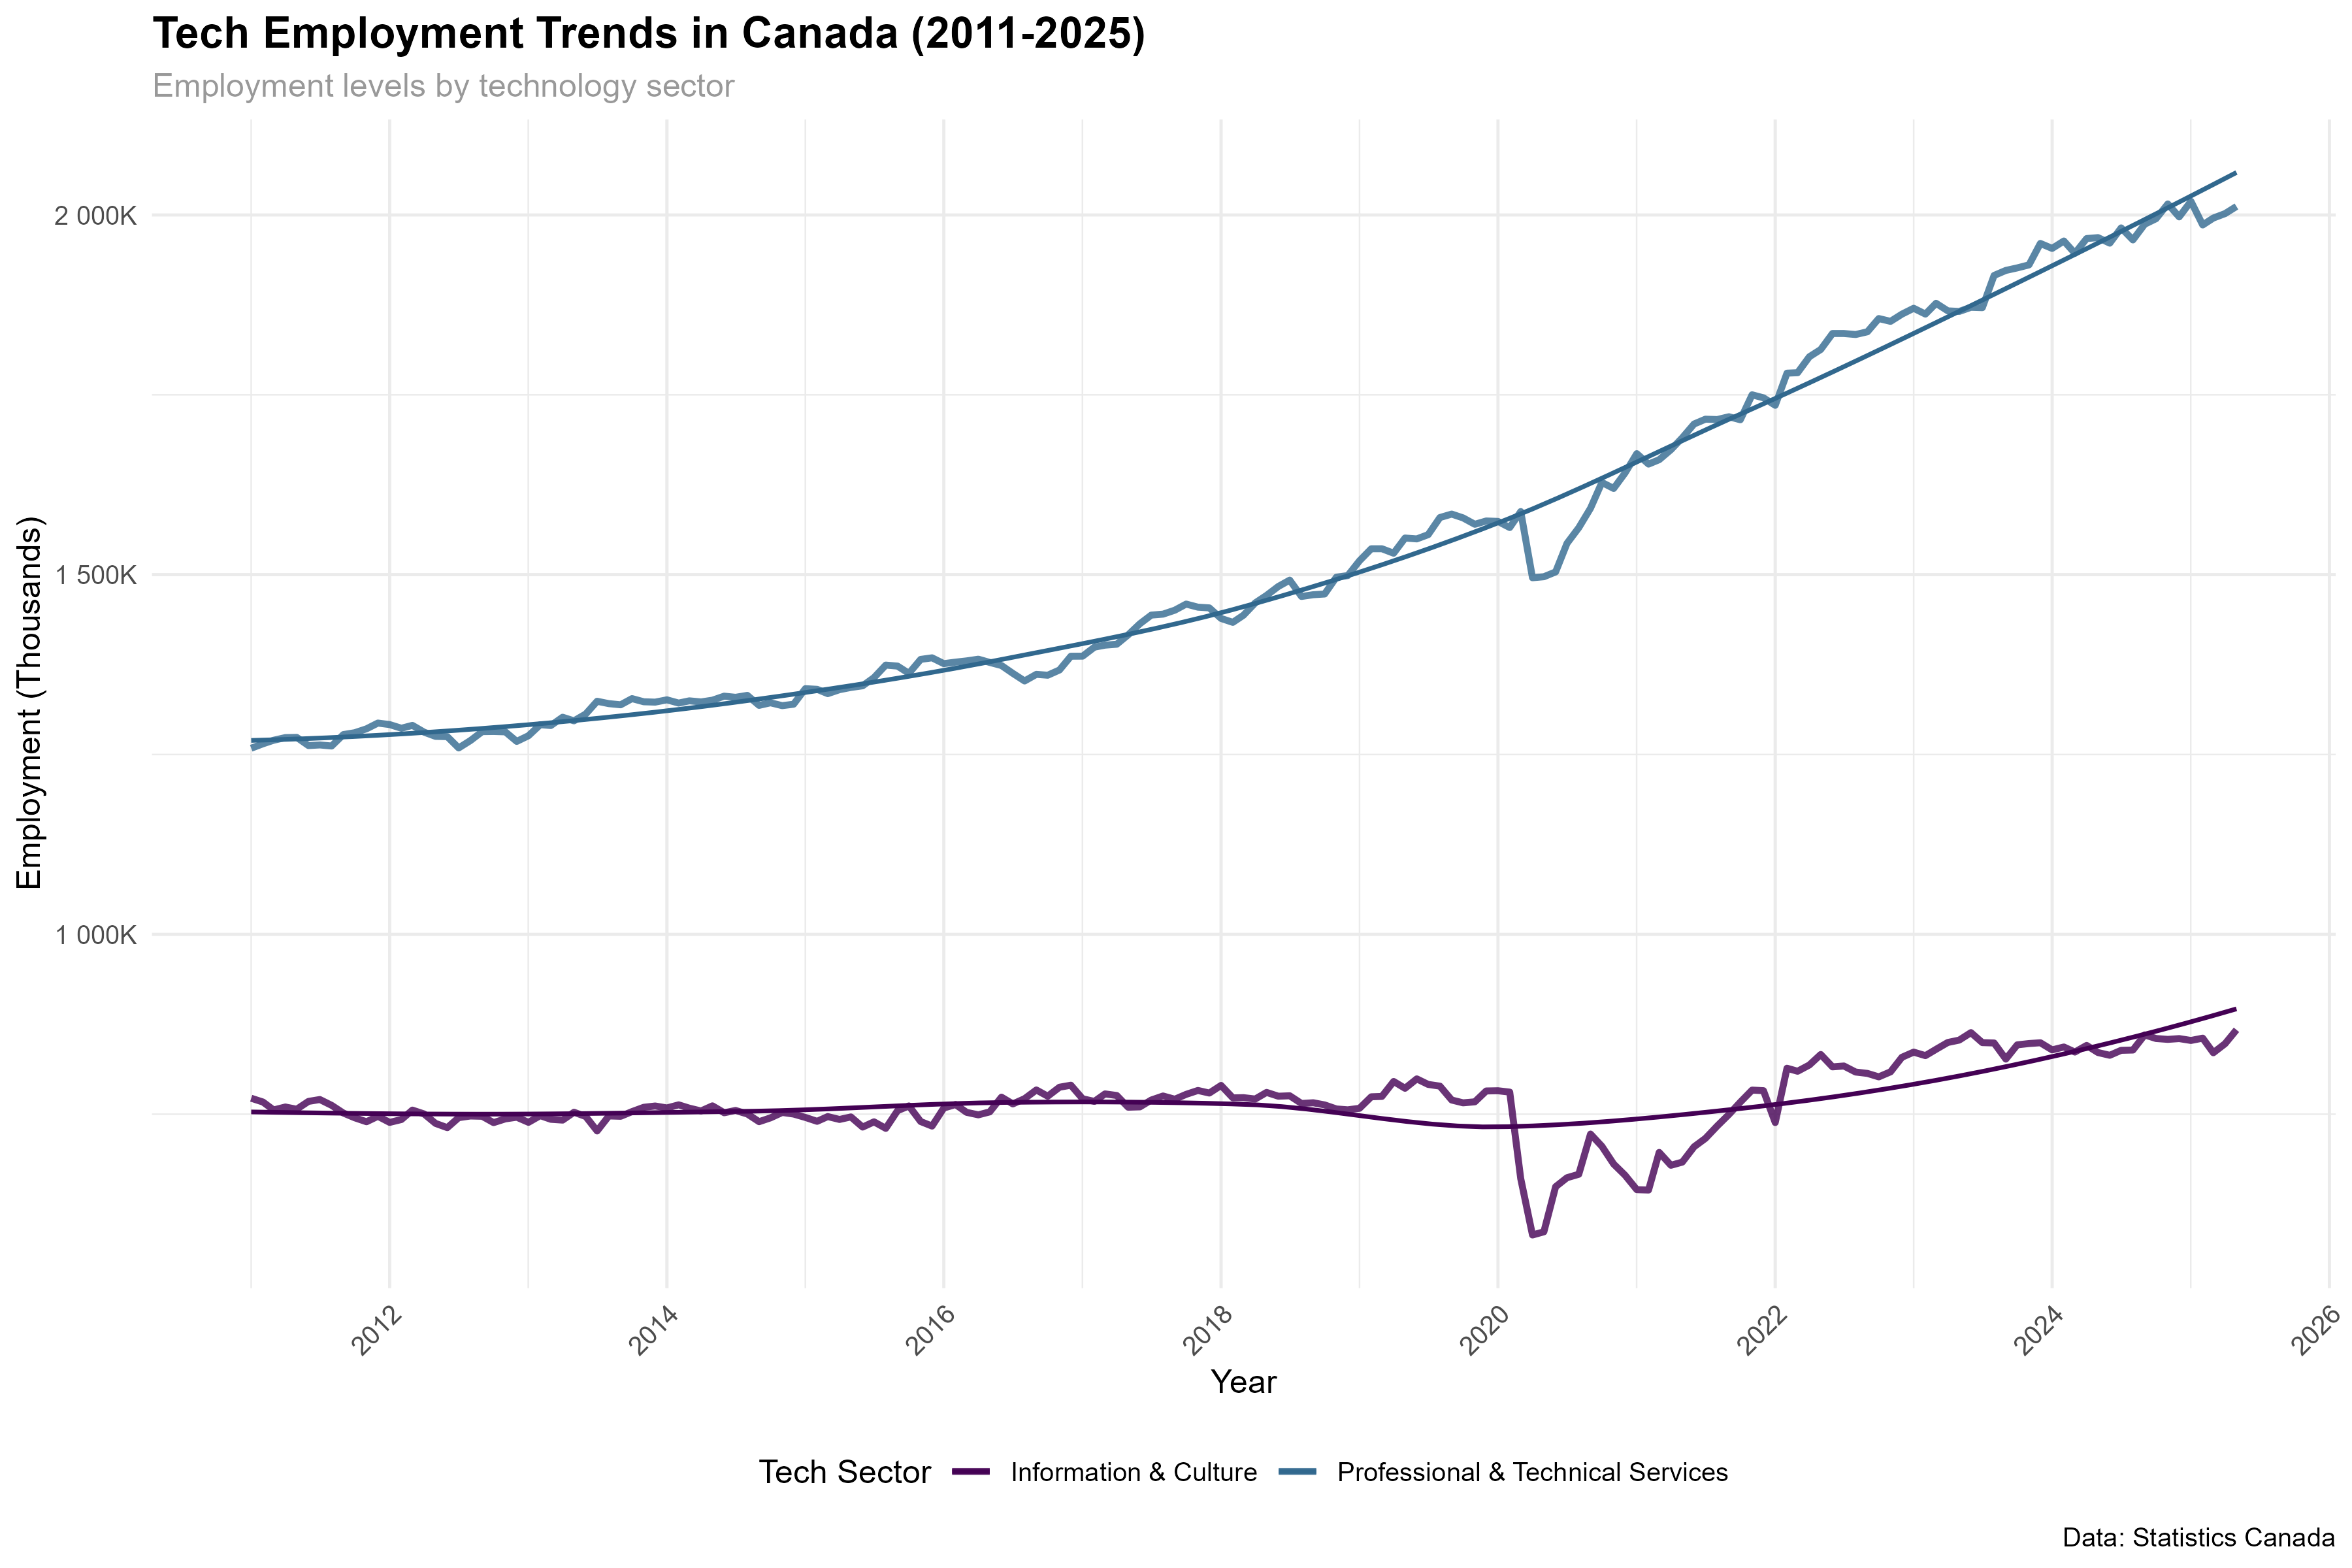 Tech Employment Trends in Canada (2011-2025)
Employment levels by technology sector
Employment (Thousands)
2 000K
1 500K
1 000K
2012
2014
2016
2018
2020
2022
2024
2026
Year
Tech Sector Information & Culture Professional & Technical Services
Data: Statistics Canada